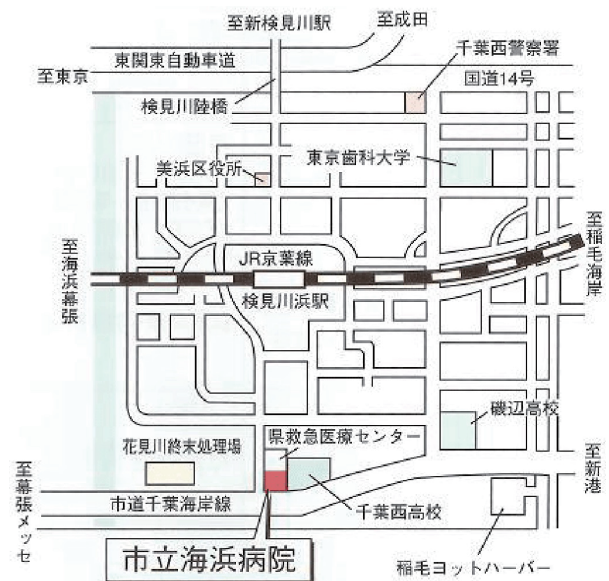 至新検見川駅
至成田
東関東自動車道
千葉西警察署
至東京
国道14号
検見川陸橋
東京歯科大学
美浜区役所
至稲毛海岸
至海浜幕張
JR京葉線
検見川浜駅
磯辺高校
県救急医療センター
花見川終末処理場
至新港
至幕張メッセ
市道千葉海岸線
千葉西高校
市立海浜病院
稲毛ヨットハーバー